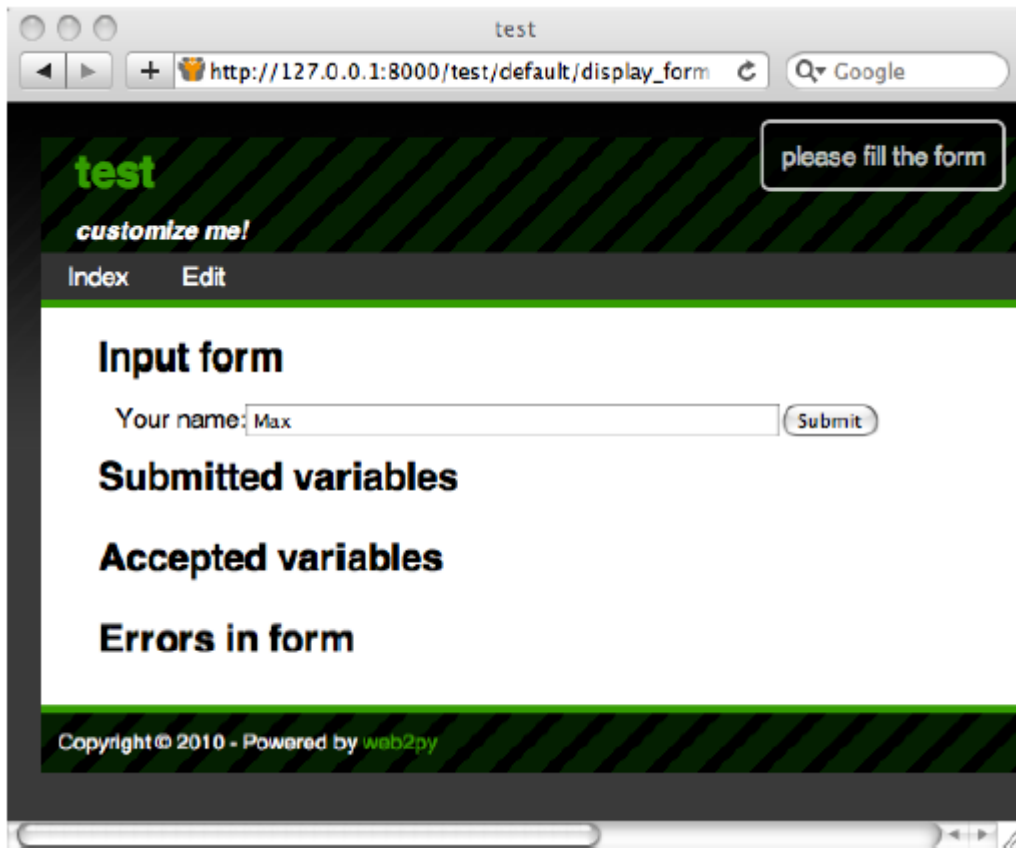 test
http://127.0.0.1:8000/test/default/display_form
Google
please fill the form
test
customize me!
Index Edit
Input form
Your name: Max Submit
Submitted variables
Accepted variables
Errors in form
Copyright © 2010 - Powered by web2py